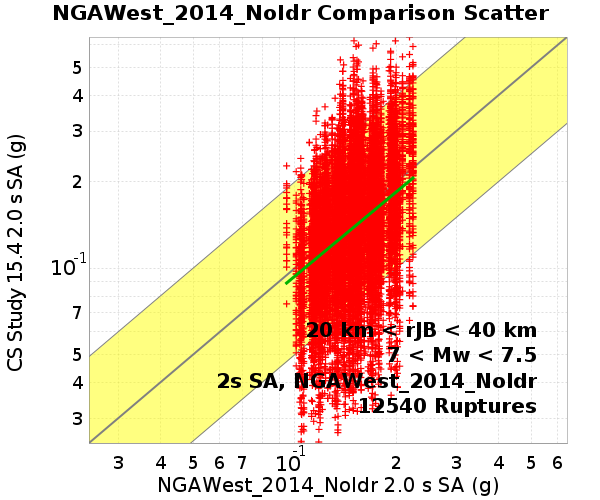 NGAWest_2014_NoIdr Comparison Scatter
CS Study 15.4 2.0 s SA (g)
5
4
3
2
10-1
7
5
4
3
20 km < rJB < 40 km
7 < Mw < 7.5
2s SA, NGAWest_2014_NoIdr
12540 Ruptures
3 4 5 6 7 10-1 2 3 4 5 6
NGAWest_2014_NoIdr 2.0 s SA (g)